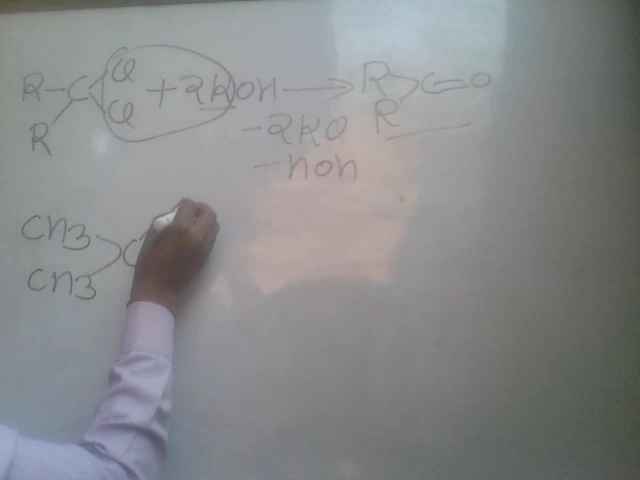 R-C Cl Cl + 2KOH → R R >C=O
R
-2KCl
-HOH
CH3
CH3 >C